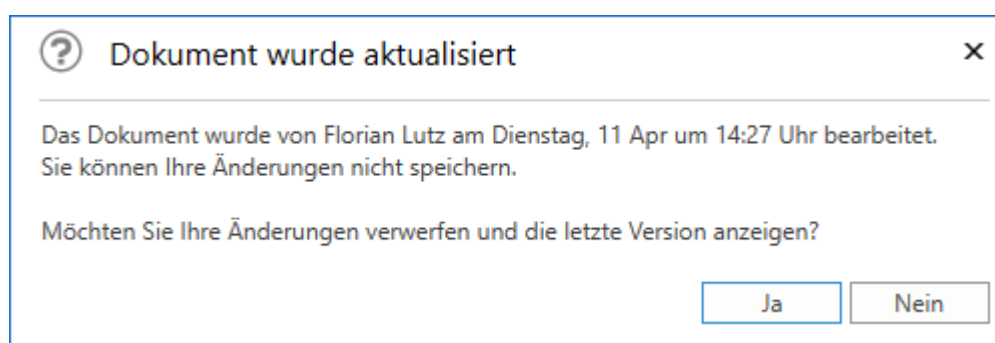 Dokument wurde aktualisiert
Das Dokument wurde von Florian Lutz am Dienstag, 11 Apr um 14:27 Uhr bearbeitet.
Sie können Ihre Änderungen nicht speichern.
Möchten Sie Ihre Änderungen verwerfen und die letzte Version anzeigen?
Ja Nein